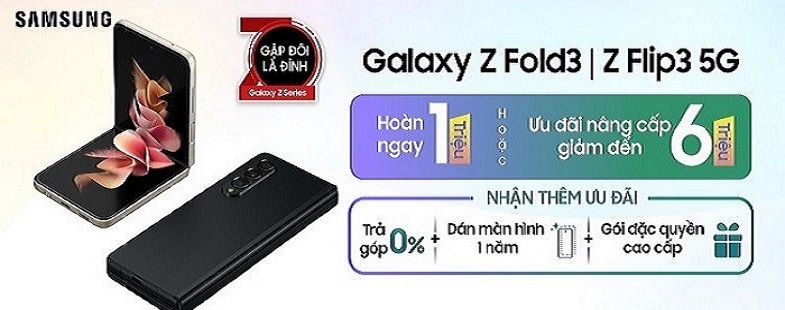 SAMSUNG
GẬP ĐÔI
LÀ ĐỈNH
Galaxy Z Series
Galaxy Z Fold3 | Z Flip3 5G
Hoàn
ngay
1
Triệu
Hoặc
Ưu đãi nâng cấp
giảm đến
6
Triệu
NHẬN THÊM ƯU ĐÃI
Trả
góp
0%
+
Dán màn hình
1 năm
+
Gói đặc quyền
cao cấp